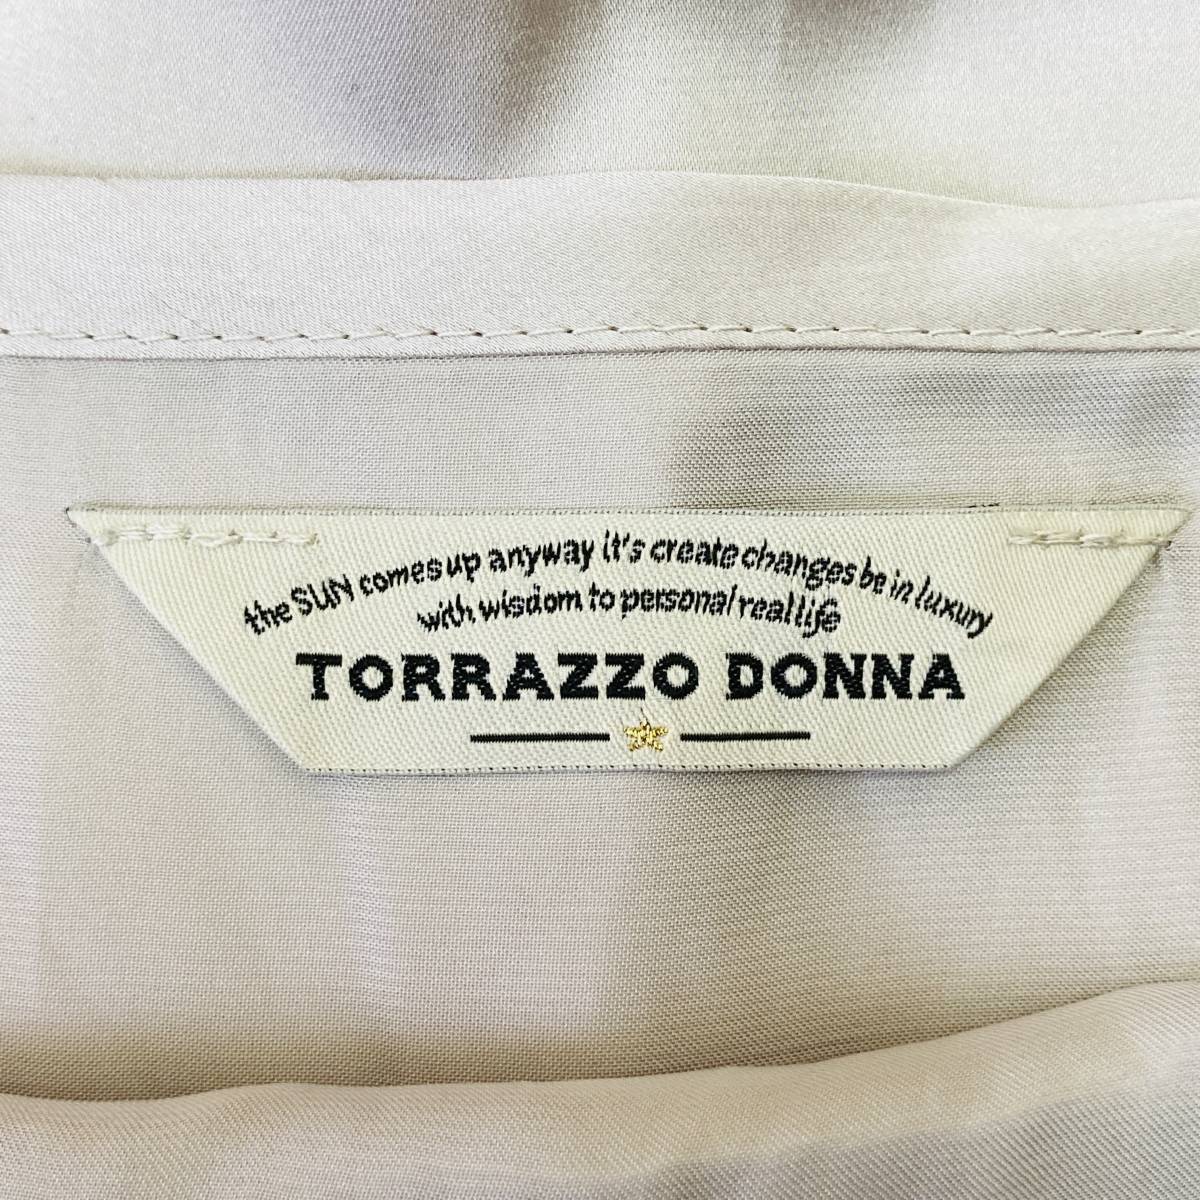 the SUN comes up anyway it's create changes be in luxury
with wisdom to personal real life
TORRAZZO DONNA